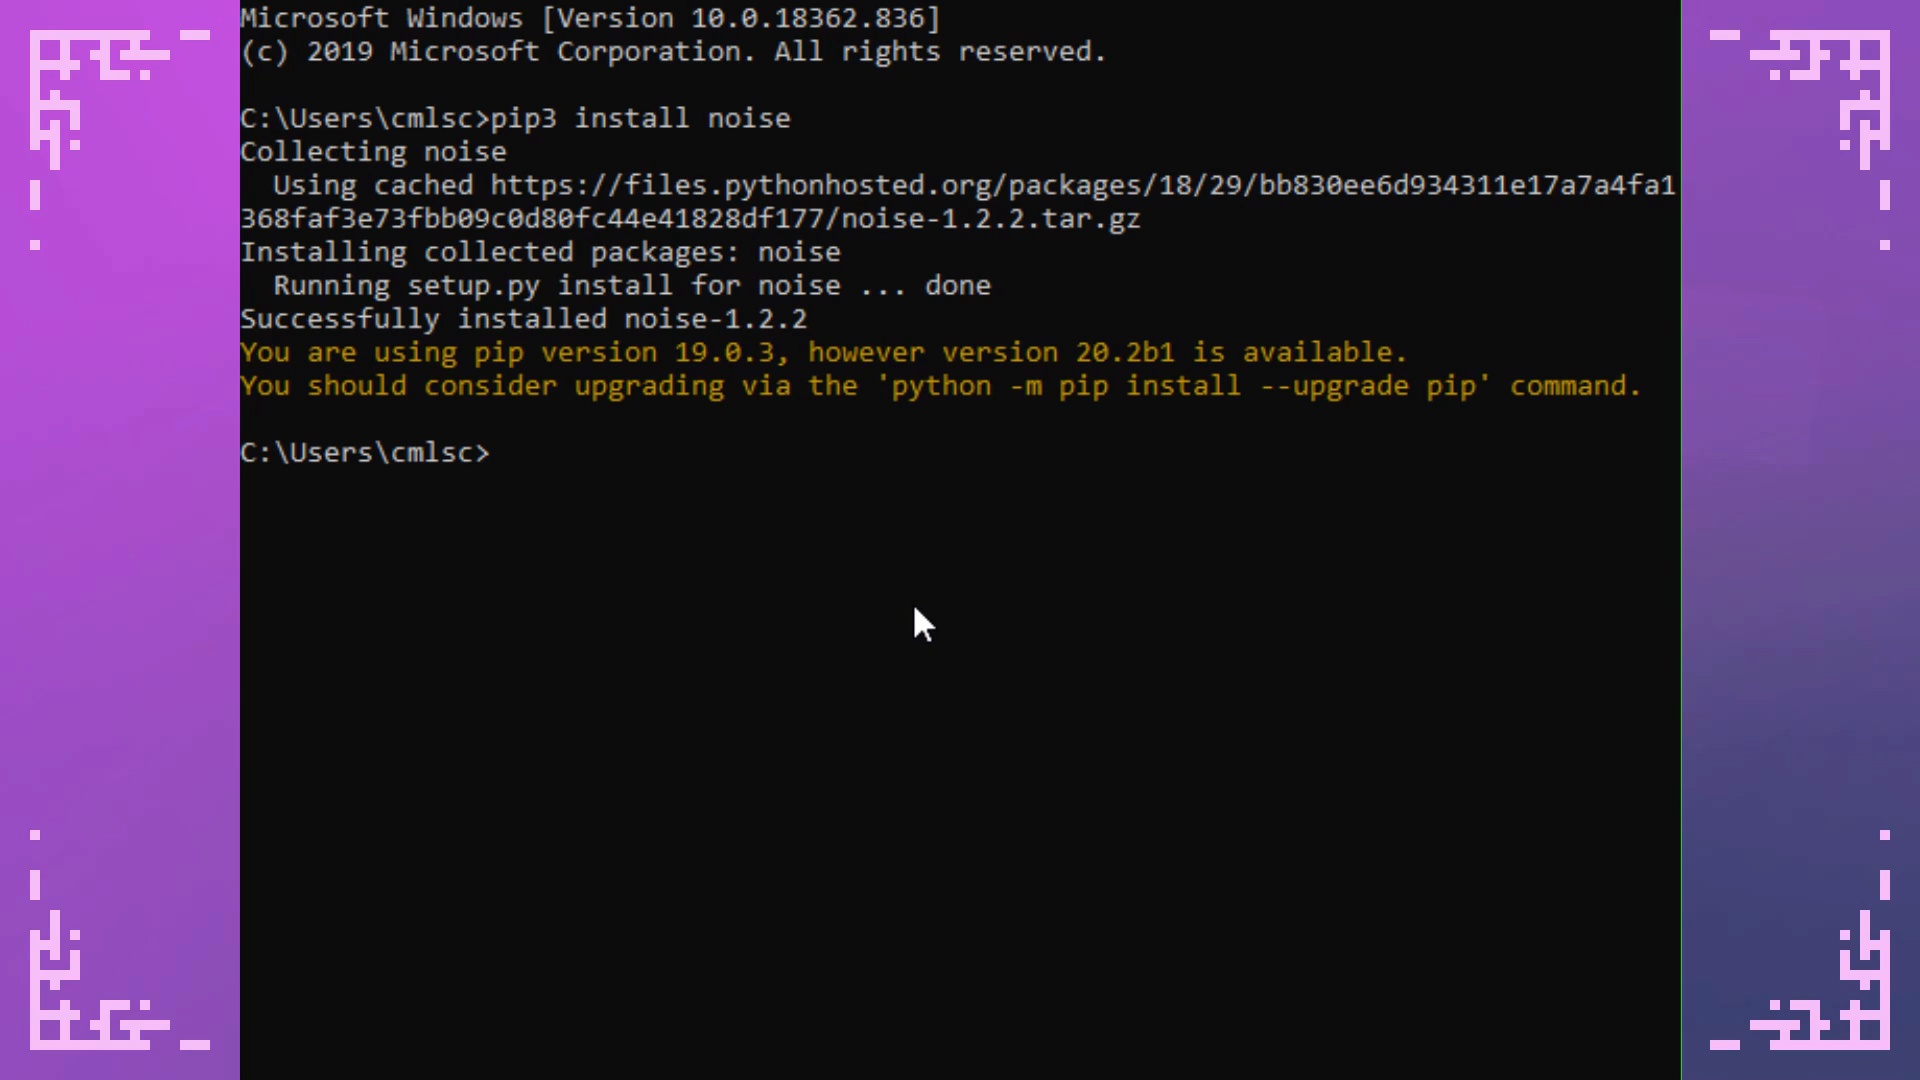 Microsoft Windows [Version 10.0.18362.836]
(c) 2019 Microsoft Corporation. All rights reserved.
C:\Users\cmlsc>pip3 install noise
Collecting noise
Using cached https://files.pythonhosted.org/packages/18/29/bb830ee6d934311e17a7a4fa1
368faf3e73fbb09c0d80fc44e41828df177/noise-1.2.2.tar.gz
Installing collected packages: noise
Running setup.py install for noise ... done
Successfully installed noise-1.2.2
You are using pip version 19.0.3, however version 20.2b1 is available.
You should consider upgrading via the 'python -m pip install --upgrade pip' command.
C:\Users\cmlsc>